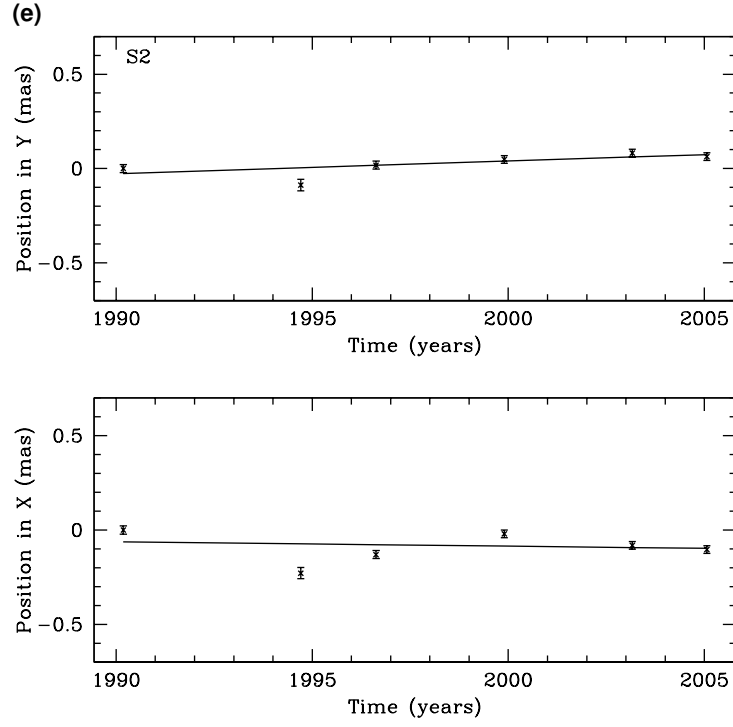 (e)
S2
Position in Y (mas)
0.5
0
−0.5
1990
1995
2000
2005
Time (years)
Position in X (mas)
0.5
0
−0.5
1990
1995
2000
2005
Time (years)